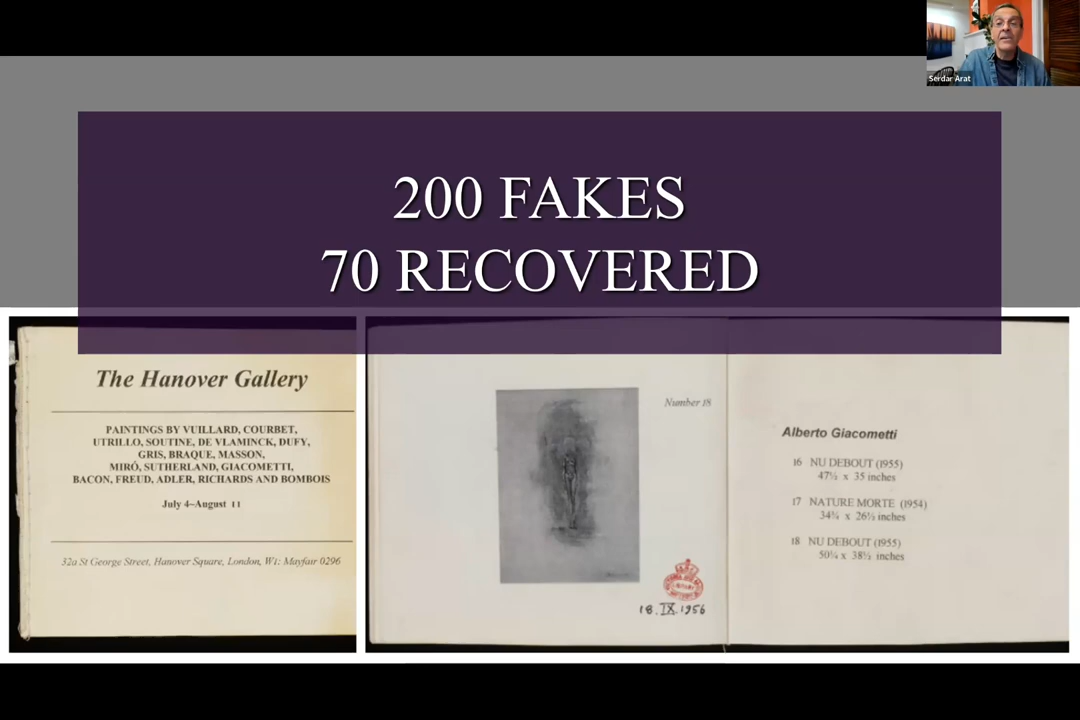 Serdar Arat
200 FAKES
70 RECOVERED
The Hanover Gallery
PAINTINGS BY VUILLARD, COURBET,
UTRILLO, SOUTINE, DE VLAMINCK, DUFY,
GRIS, BRAQUE, MASSON,
MIRÓ, SUTHERLAND, GIACOMETTI,
BACON, FREUD, ADLER, RICHARDS AND BOMBOIS
July 4–August 11
32a St George Street, Hanover Square, London, W1: Mayfair 0296
Number 18
18.IX.1956
Alberto Giacometti
16 NU DEBOUT (1955)
47½ x 35 inches
17 NATURE MORTE (1954)
34¾ x 26½ inches
18 NU DEBOUT (1955)
50¼ x 38½ inches